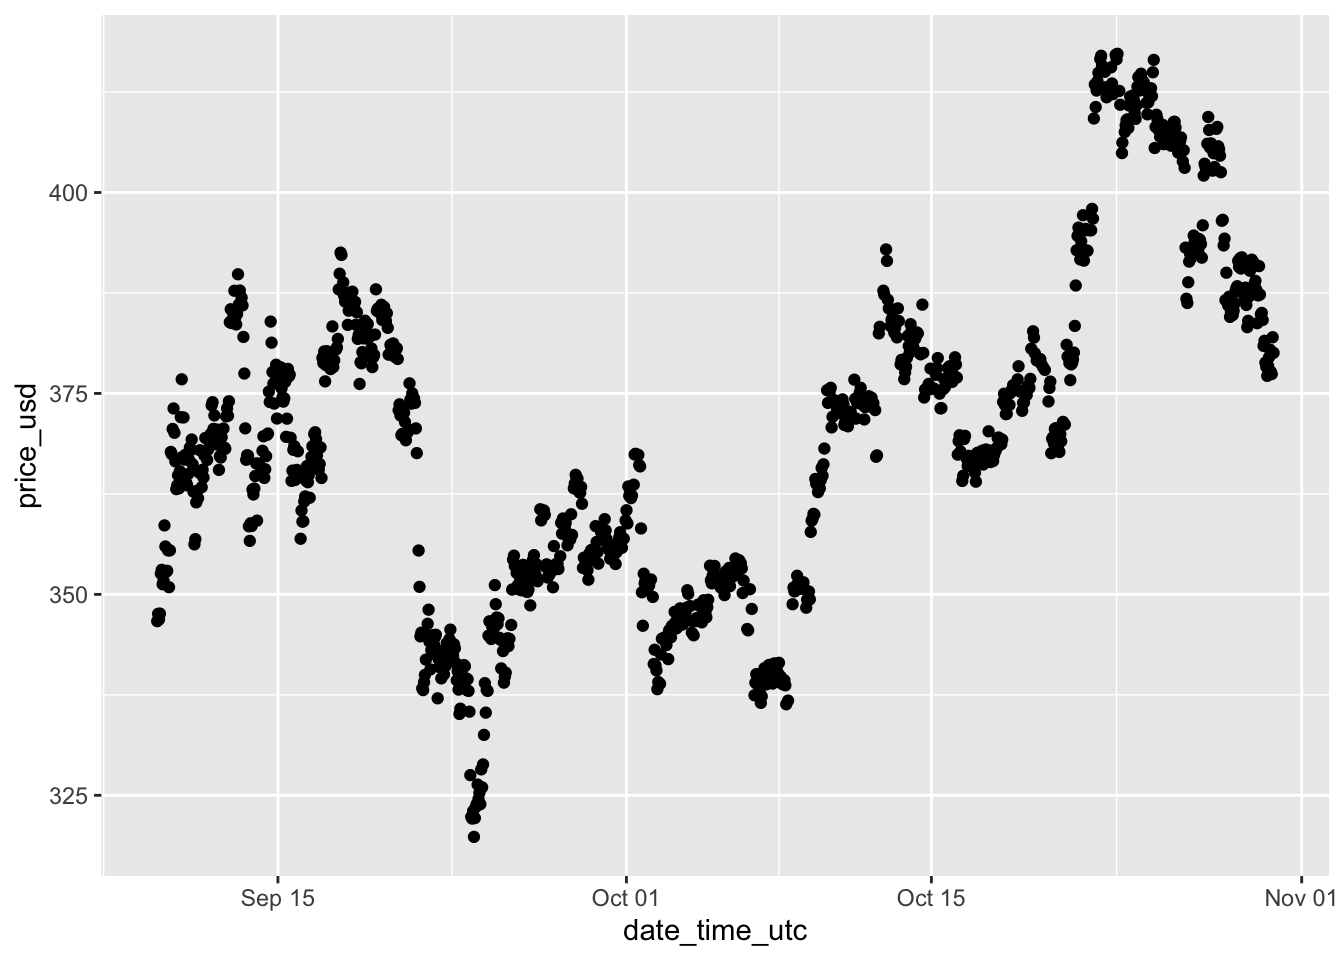 price_usd
400
375
350
325
Sep 15
Oct 01
Oct 15
Nov 01
date_time_utc